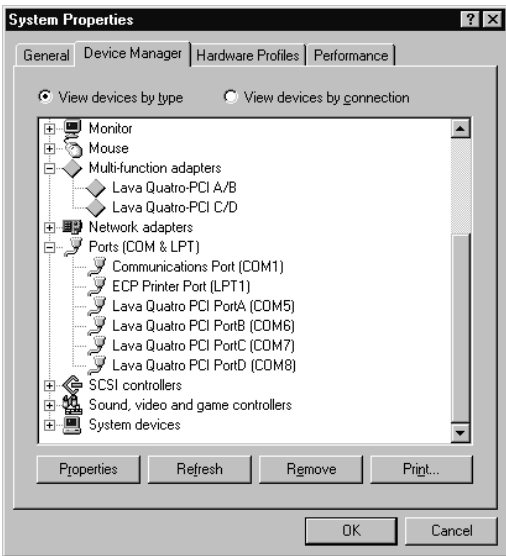 System Properties
General Device Manager Hardware Profiles Performance
View devices by type View devices by connection
Monitor
Mouse
Multi-function adapters
Lava Quatro-PCI A/B
Lava Quatro-PCI C/D
Network adapters
Ports (COM & LPT)
Communications Port (COM1)
ECP Printer Port (LPT1)
Lava Quatro PCI PortA (COM5)
Lava Quatro PCI PortB (COM6)
Lava Quatro PCI PortC (COM7)
Lava Quatro PCI PortD (COM8)
SCSI controllers
Sound, video and game controllers
System devices
Properties Refresh Remove Print...
OK Cancel